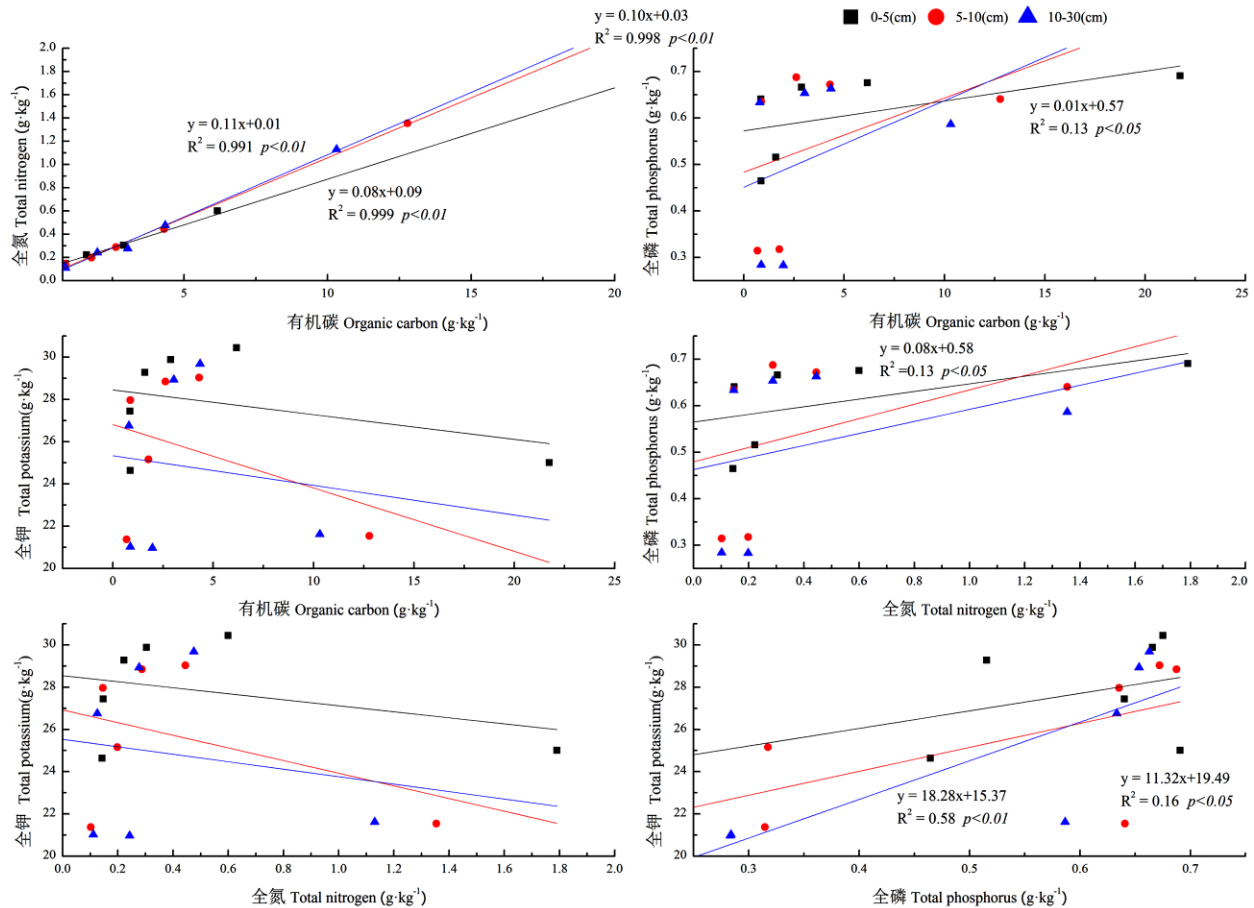 0-5(cm) 5-10(cm) 10-30(cm)
y = 0.10x+0.03
R² = 0.998 p<0.01
y = 0.11x+0.01
R² = 0.991 p<0.01
y = 0.08x+0.09
R² = 0.999 p<0.01
全氮 Total nitrogen (g·kg⁻¹)
2.0
1.8
1.6
1.4
1.2
1.0
0.8
0.6
0.4
0.2
0.0
5 10 15 20
有机碳 Organic carbon (g·kg⁻¹)
y = 0.01x+0.57
R² = 0.13 p<0.05
全磷 Total phosphorus (g·kg⁻¹)
0.7
0.6
0.5
0.4
0.3
0 5 10 15 20 25
有机碳 Organic carbon (g·kg⁻¹)
全钾 Total potassium(g·kg⁻¹)
30
28
26
24
22
20
0 5 10 15 20 25
有机碳 Organic carbon (g·kg⁻¹)
y = 0.08x+0.58
R² =0.13 p<0.05
全磷 Total phosphorus (g·kg⁻¹)
0.7
0.6
0.5
0.4
0.3
0.0 0.2 0.4 0.6 0.8 1.0 1.2 1.4 1.6 1.8 2.0
全氮 Total nitrogen (g·kg⁻¹)
全钾 Total potassium(g·kg⁻¹)
30
28
26
24
22
20
0.0 0.2 0.4 0.6 0.8 1.0 1.2 1.4 1.6 1.8 2.0
全氮 Total nitrogen (g·kg⁻¹)
y = 18.28x+15.37
R² = 0.58 p<0.01
y = 11.32x+19.49
R² = 0.16 p<0.05
全钾 Total potassium(g·kg⁻¹)
30
28
26
24
22
20
0.3 0.4 0.5 0.6 0.7
全磷 Total phosphorus (g·kg⁻¹)